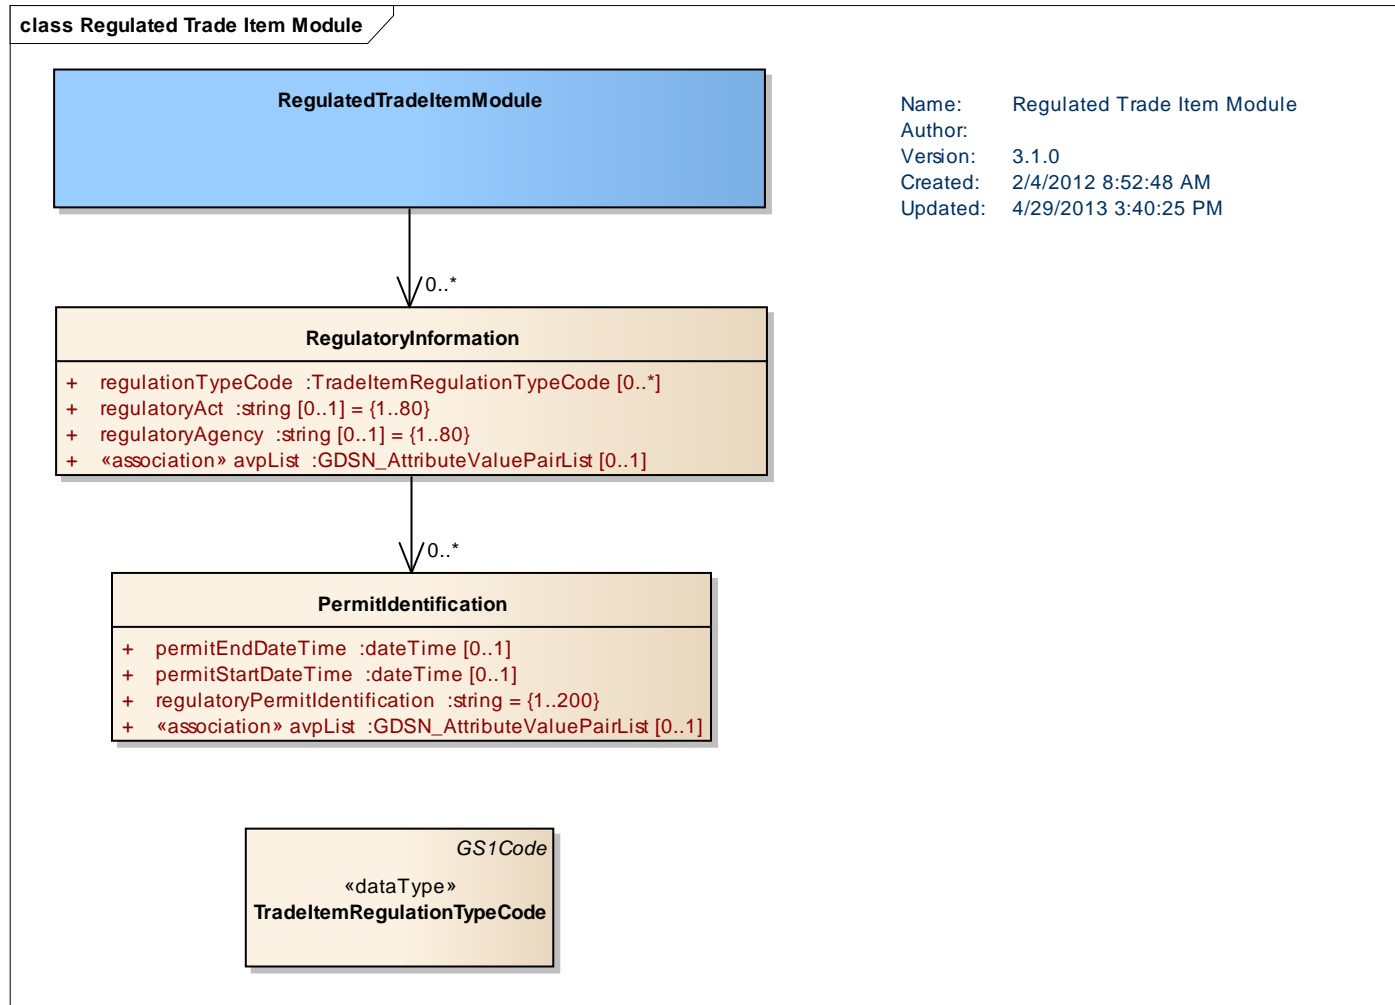 class Regulated Trade Item Module
RegulatedTradeItemModule
Name: Regulated Trade Item Module
Author:
Version: 3.1.0
Created: 2/4/2012 8:52:48 AM
Updated: 4/29/2013 3:40:25 PM
0..*
RegulatoryInformation
+ regulationTypeCode :TradeItemRegulationTypeCode [0..*]
+ regulatoryAct :string [0..1] = {1..80}
+ regulatoryAgency :string [0..1] = {1..80}
+ «association» avpList :GDSN_AttributeValuePairList [0..1]
0..*
PermitIdentification
+ permitEndDateTime :dateTime [0..1]
+ permitStartDateTime :dateTime [0..1]
+ regulatoryPermitIdentification :string = {1..200}
+ «association» avpList :GDSN_AttributeValuePairList [0..1]
GS1Code
«dataType»
TradeItemRegulationTypeCode